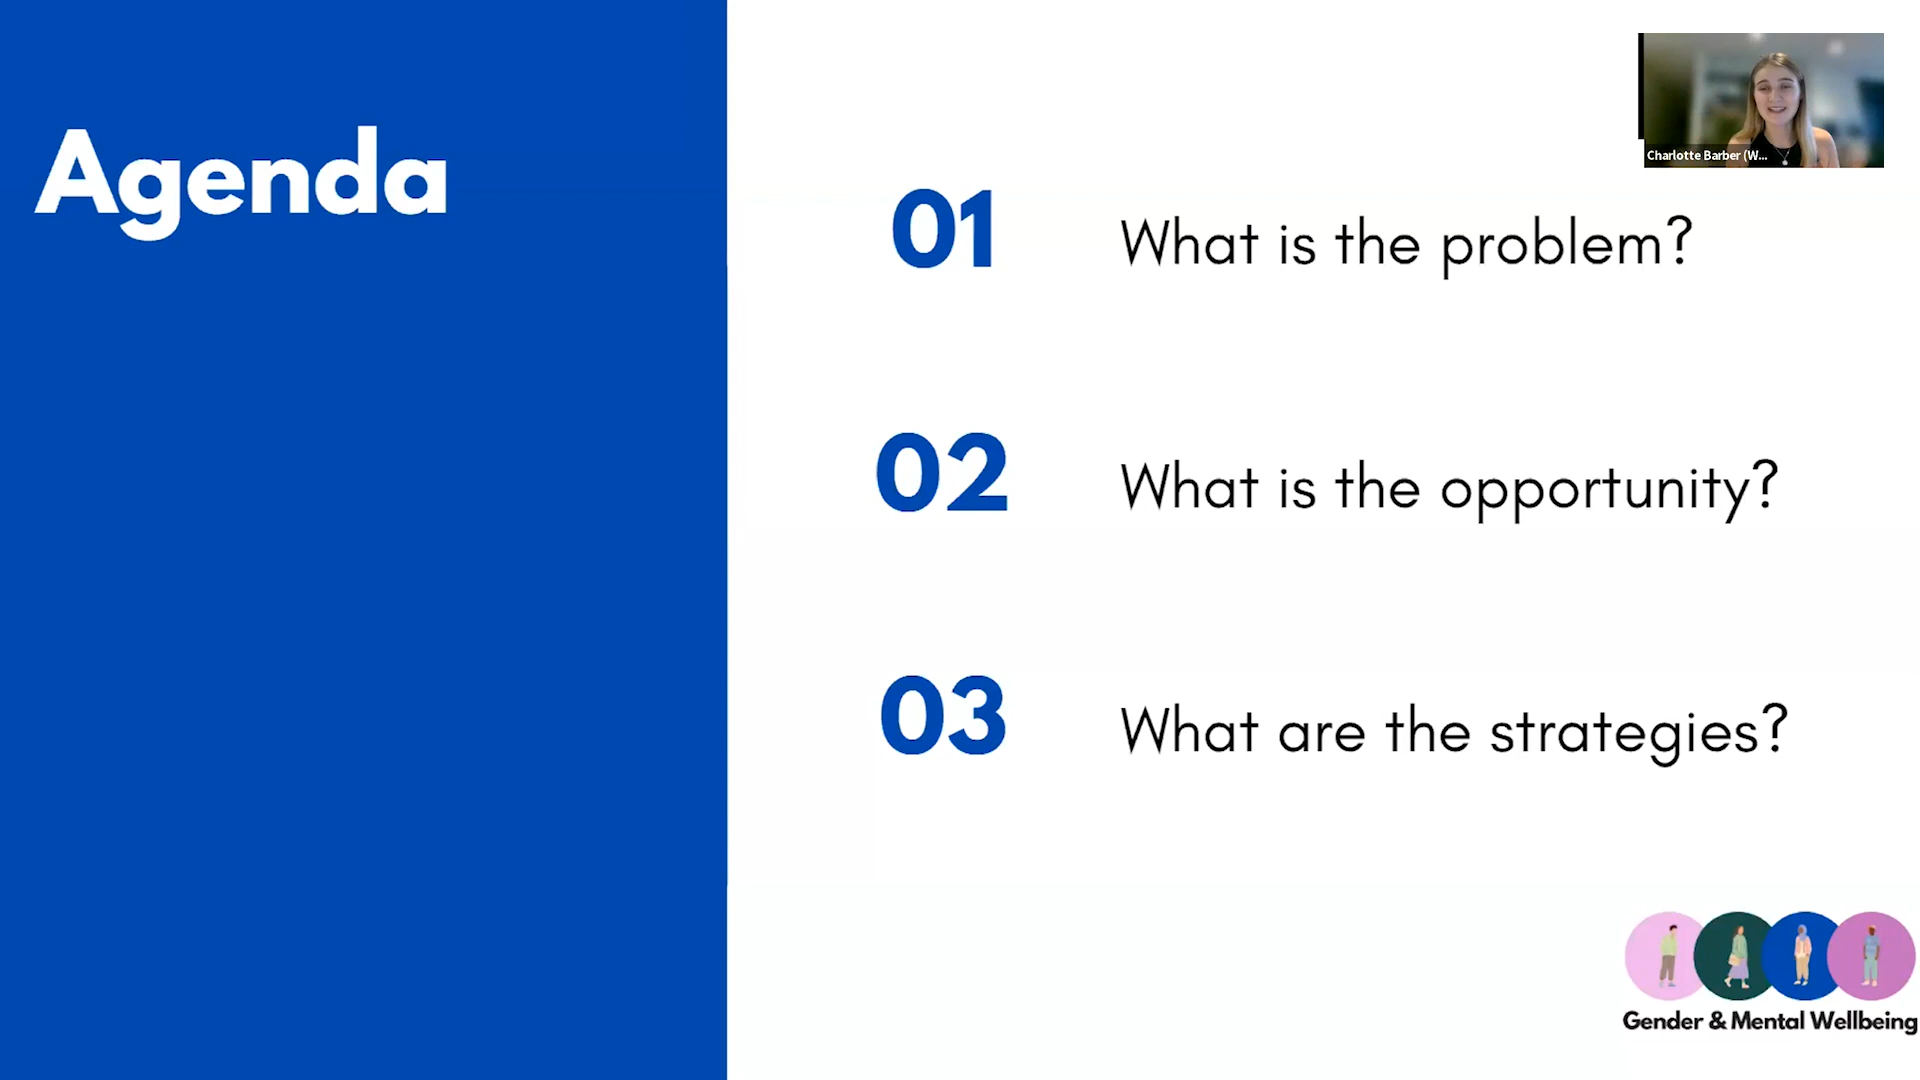 Agenda
Charlotte Barber (W...
01 What is the problem?
02 What is the opportunity?
03 What are the strategies?
Gender & Mental Wellbeing